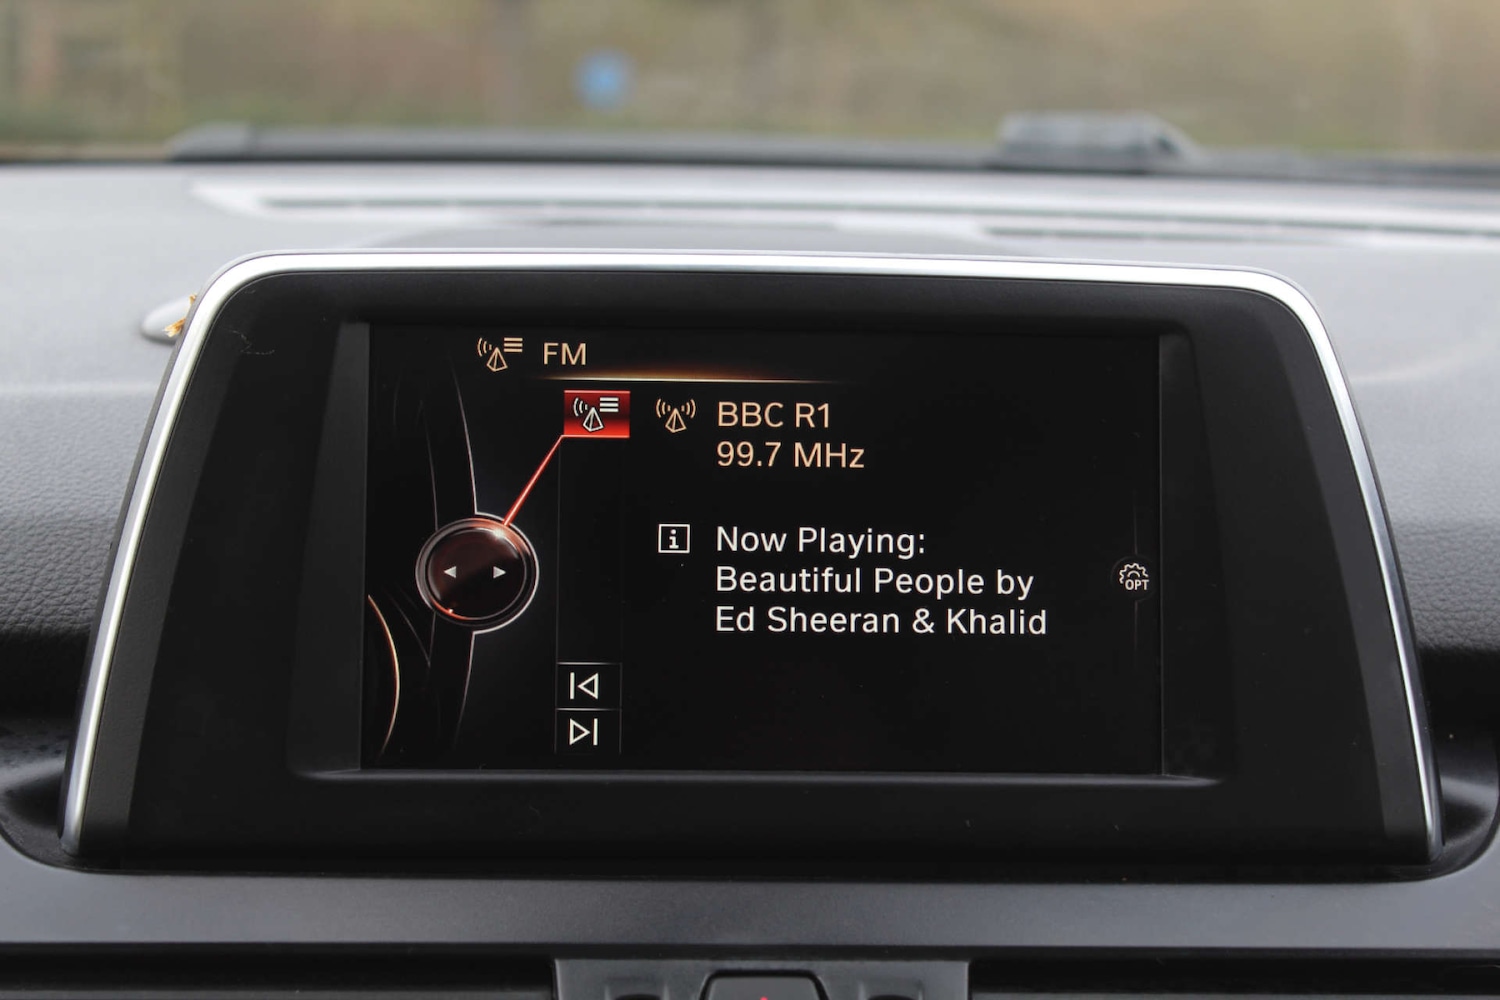 FM
BBC R1
99.7 MHz
Now Playing:
Beautiful People by
Ed Sheeran & Khalid
OPT